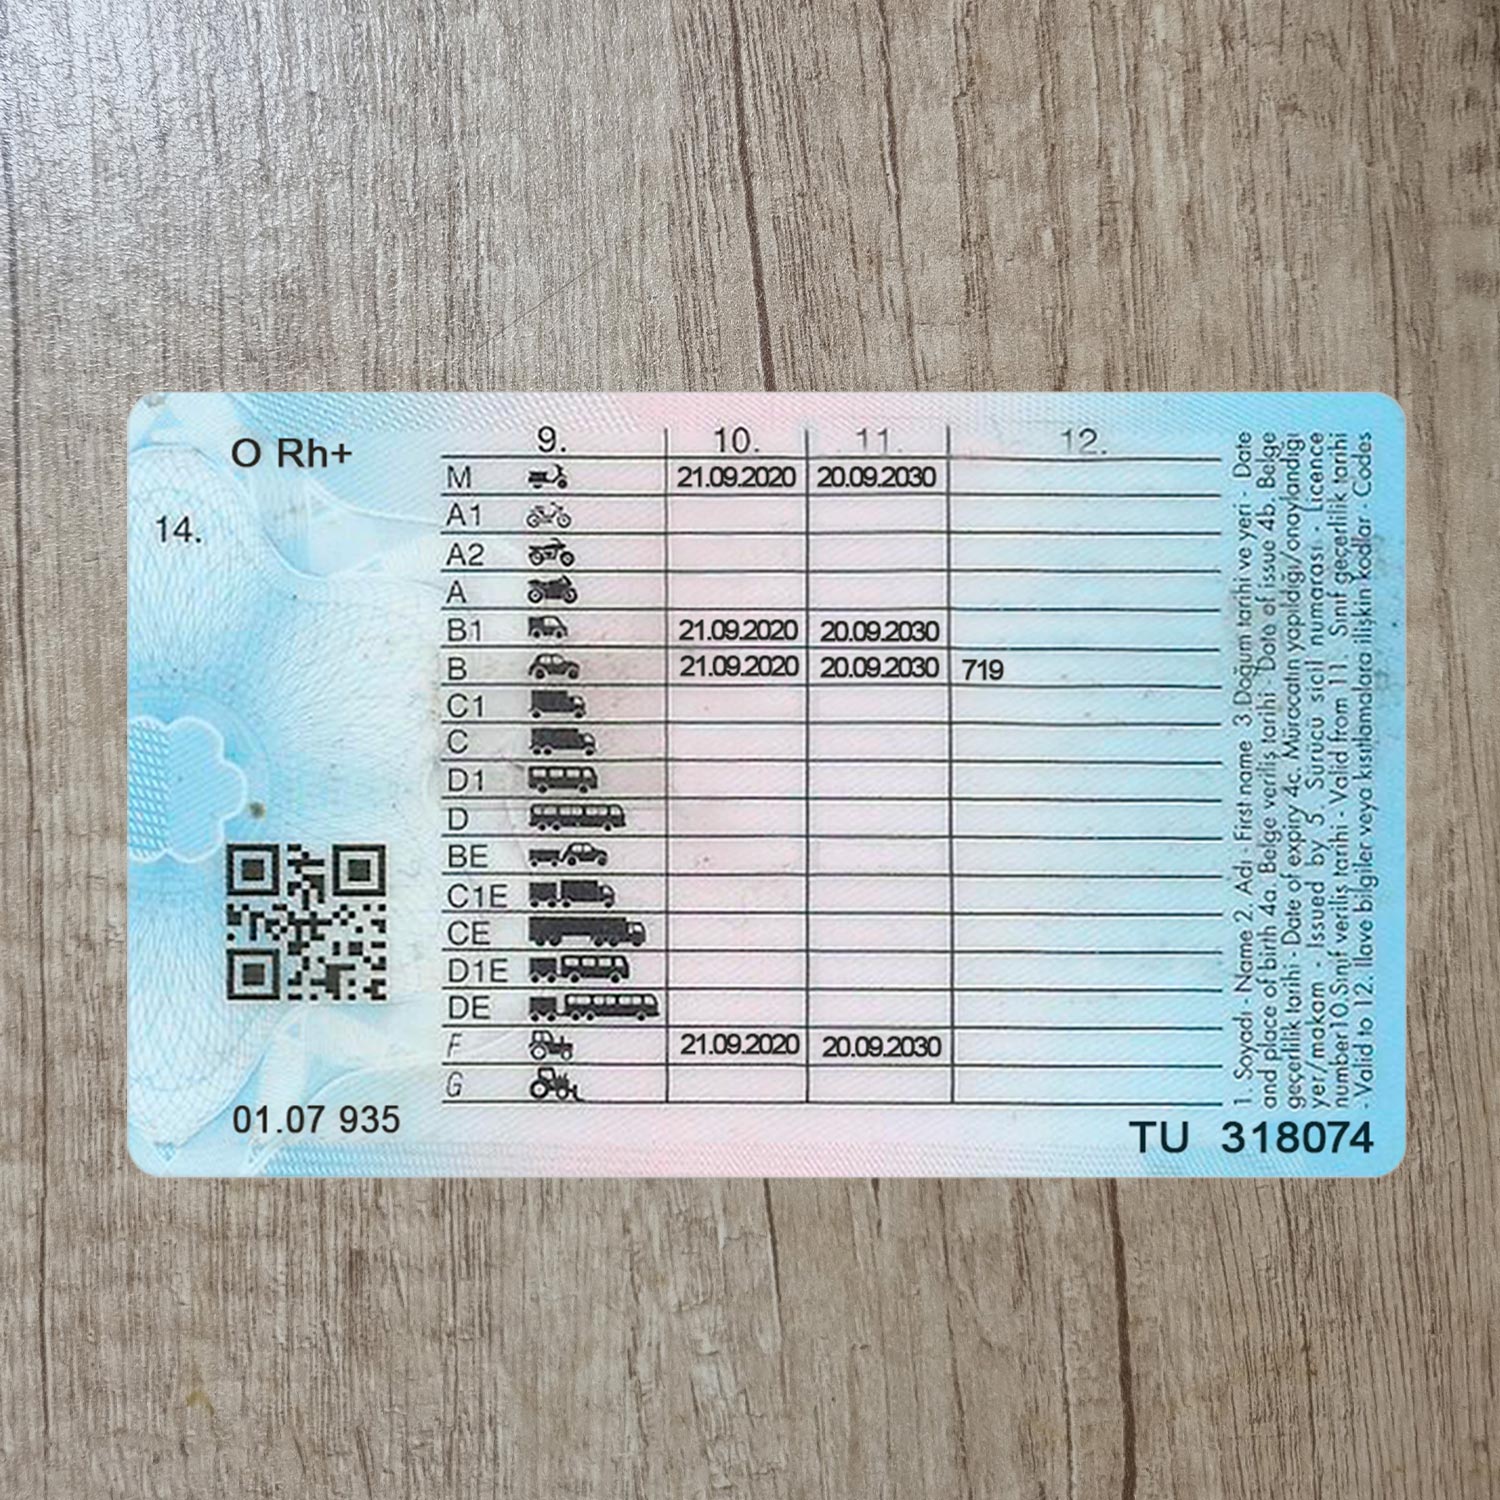 O Rh+
14.
9. 10. 11. 12.
M 21.09.2020 20.09.2030
A1
A2
A
B1 21.09.2020 20.09.2030
B 21.09.2020 20.09.2030 719
C1
C
D1
D
BE
C1E
CE
D1E
DE
F 21.09.2020 20.09.2030
G
01.07 935
TU 318074
1. Soyadı - Name 2. Adı - First name 3 Doğum tarihi ve yeri - Date
and place of birth 4a. Belge veriliş tarihi - Date of issue 4b. Belge
geçerlilik tarihi - Date of expiry 4c. Müracatın yapıldığı/onaylandığı
yer/makam - Issued by 5. Sürücü sicil numarası - Licence
number10.Sınıf veriliş tarihi - Valid from 11. Sınıf geçerlilik tarihi
- Valid to 12. İlave bilgiler veya kısıtlamalara ilişkin kodlar - Codes